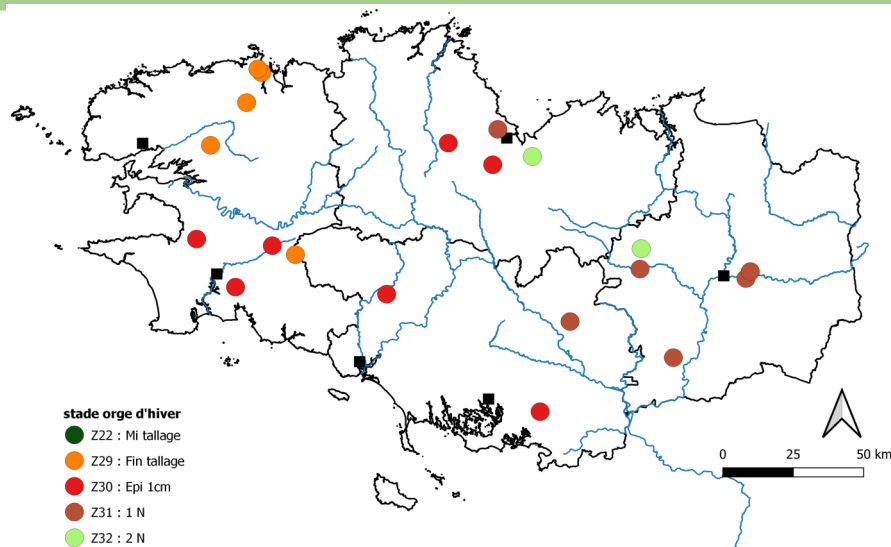 stade orge d'hiver
Z22 : Mi tallage
Z29 : Fin tallage
Z30 : Epi 1cm
Z31 : 1 N
Z32 : 2 N
0 25 50 km